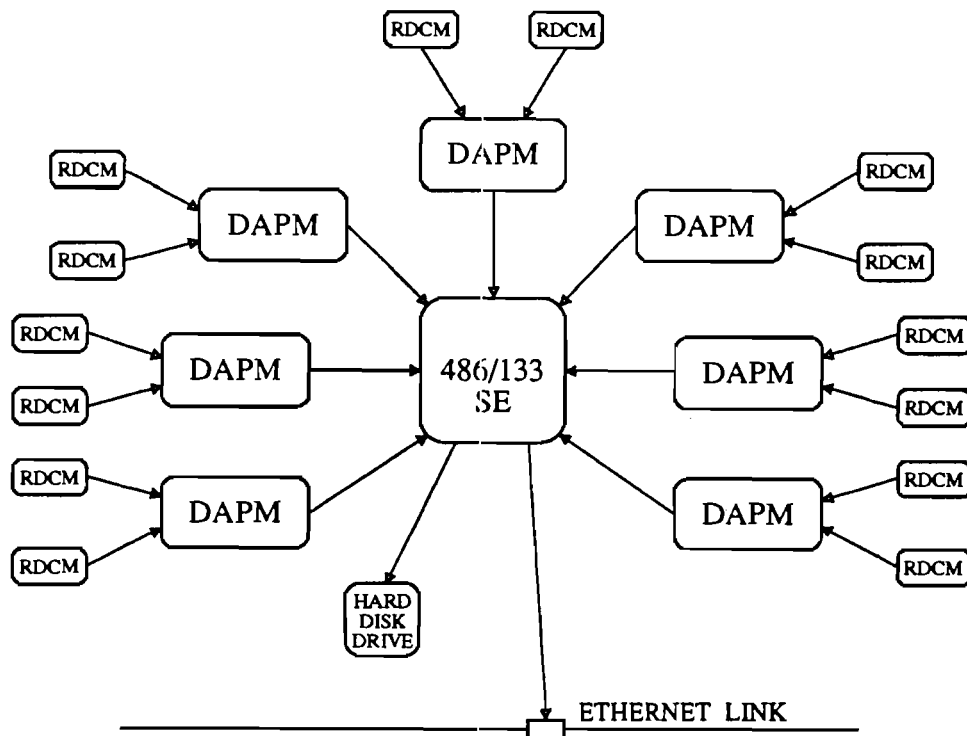 RDCM
RDCM
DAPM
RDCM
RDCM
DAPM
DAPM
RDCM
RDCM
RDCM
RDCM
DAPM
486/133
SE
DAPM
RDCM
RDCM
RDCM
RDCM
DAPM
DAPM
RDCM
RDCM
HARD
DISK
DRIVE
ETHERNET LINK